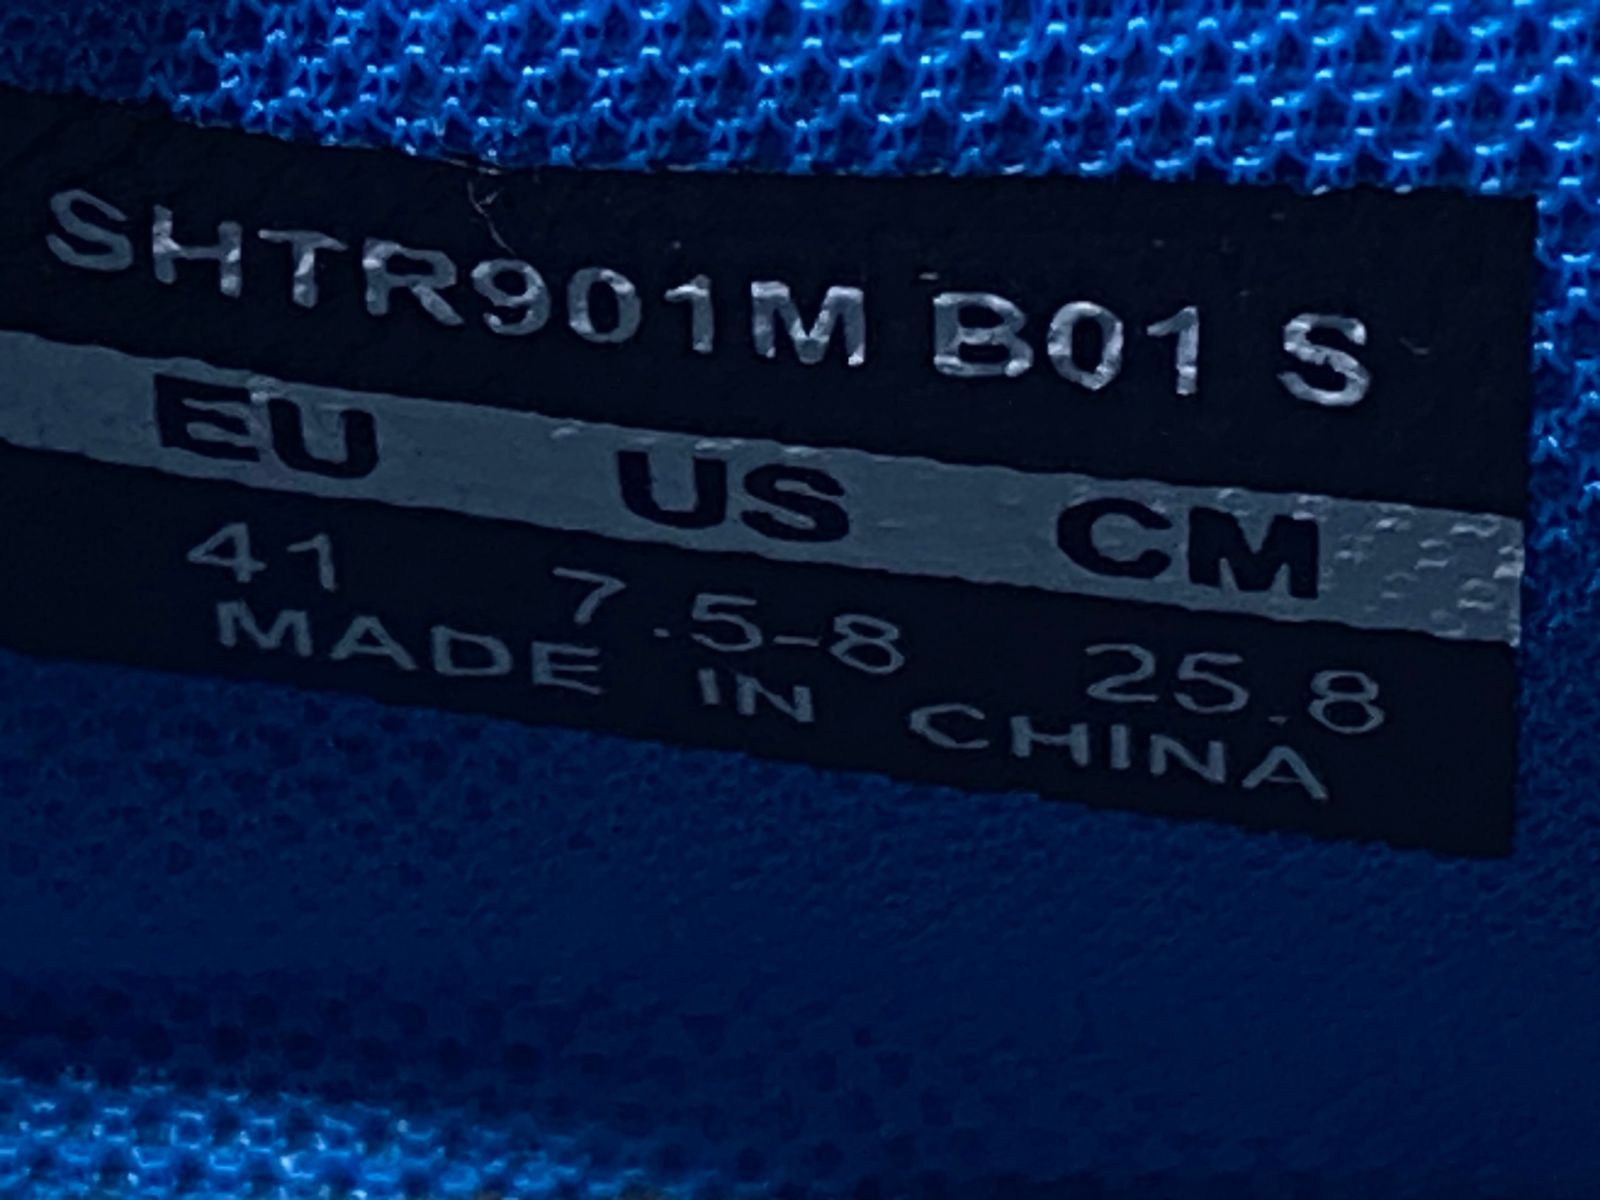 SHTR901M B01 S
EU US CM
41 7.5-8 25.8
MADE IN CHINA